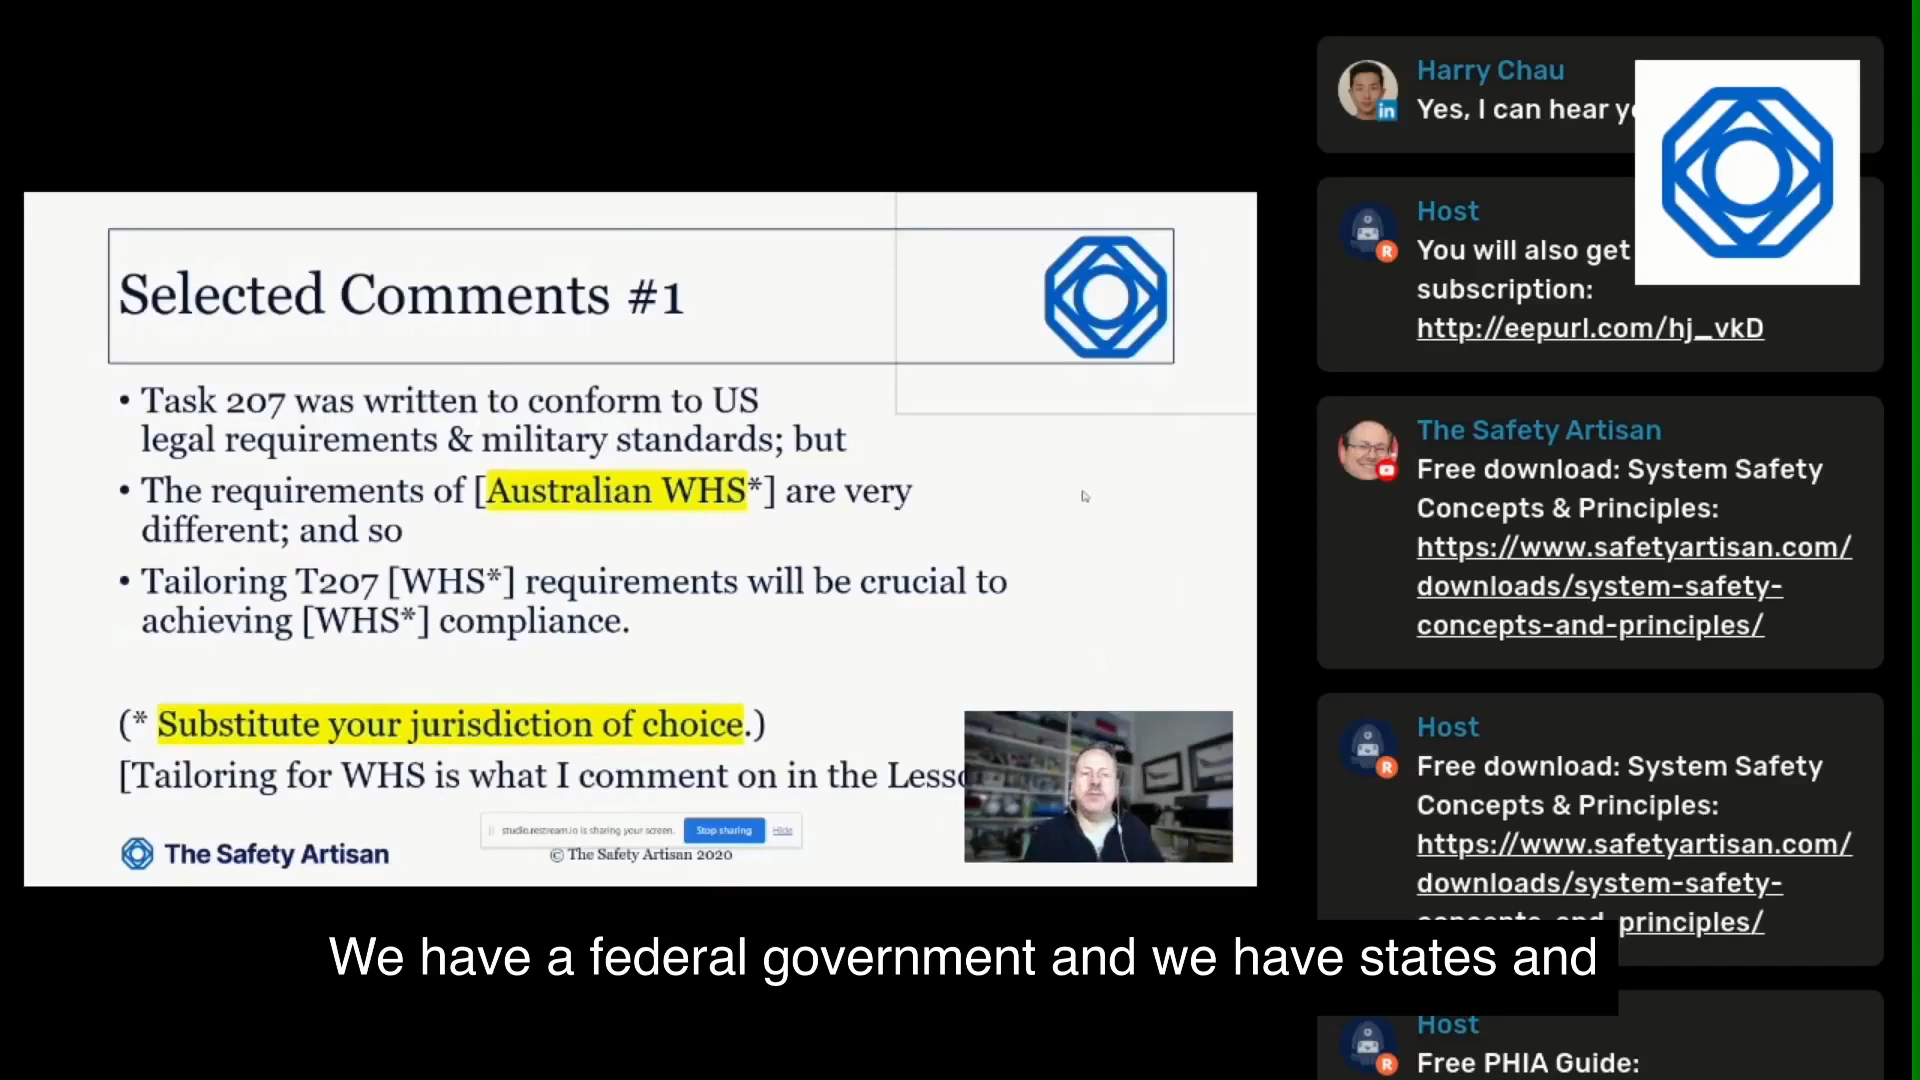 Selected Comments #1
• Task 207 was written to conform to US
legal requirements & military standards; but
• The requirements of [Australian WHS*] are very
different; and so
• Tailoring T207 [WHS*] requirements will be crucial to
achieving [WHS*] compliance.
(* Substitute your jurisdiction of choice.)
[Tailoring for WHS is what I comment on in the
studio.restream.io is sharing your screen.
Stop sharing
Hide
The Safety Artisan
© The Safety Artisan 2020
We have a federal government and we have states and
Harry Chau
in
Yes, I can hear
Host
R
You will also get
subscription:
http://eepurl.com/hj_vkD
The Safety Artisan
Free download: System Safety
Concepts & Principles:
https://www.safetyartisan.com/
downloads/system-safety-
concepts-and-principles/
Host
R
Free download: System Safety
Concepts & Principles:
https://www.safetyartisan.com/
downloads/system-safety-
concepts-and-principles/
Host
R
Free PHIA Guide: